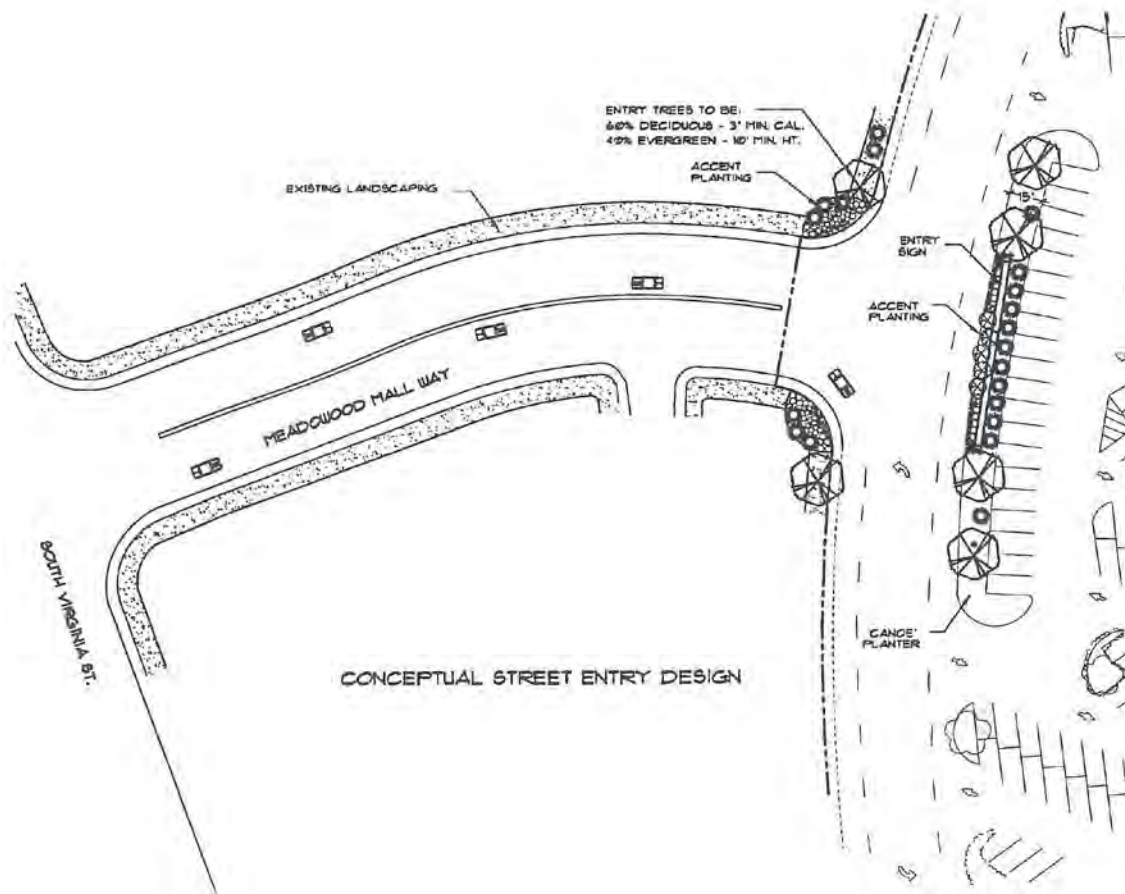 ENTRY TREES TO BE:
60% DECIDUOUS - 3" MIN. CAL.
40% EVERGREEN - 10' MIN. HT.
ACCENT
PLANTING
EXISTING LANDSCAPING
15'
ENTRY
SIGN
ACCENT
PLANTING
MEADOWOOD MALL WAY
SOUTH VIRGINIA ST.
'CANOE'
PLANTER
CONCEPTUAL STREET ENTRY DESIGN